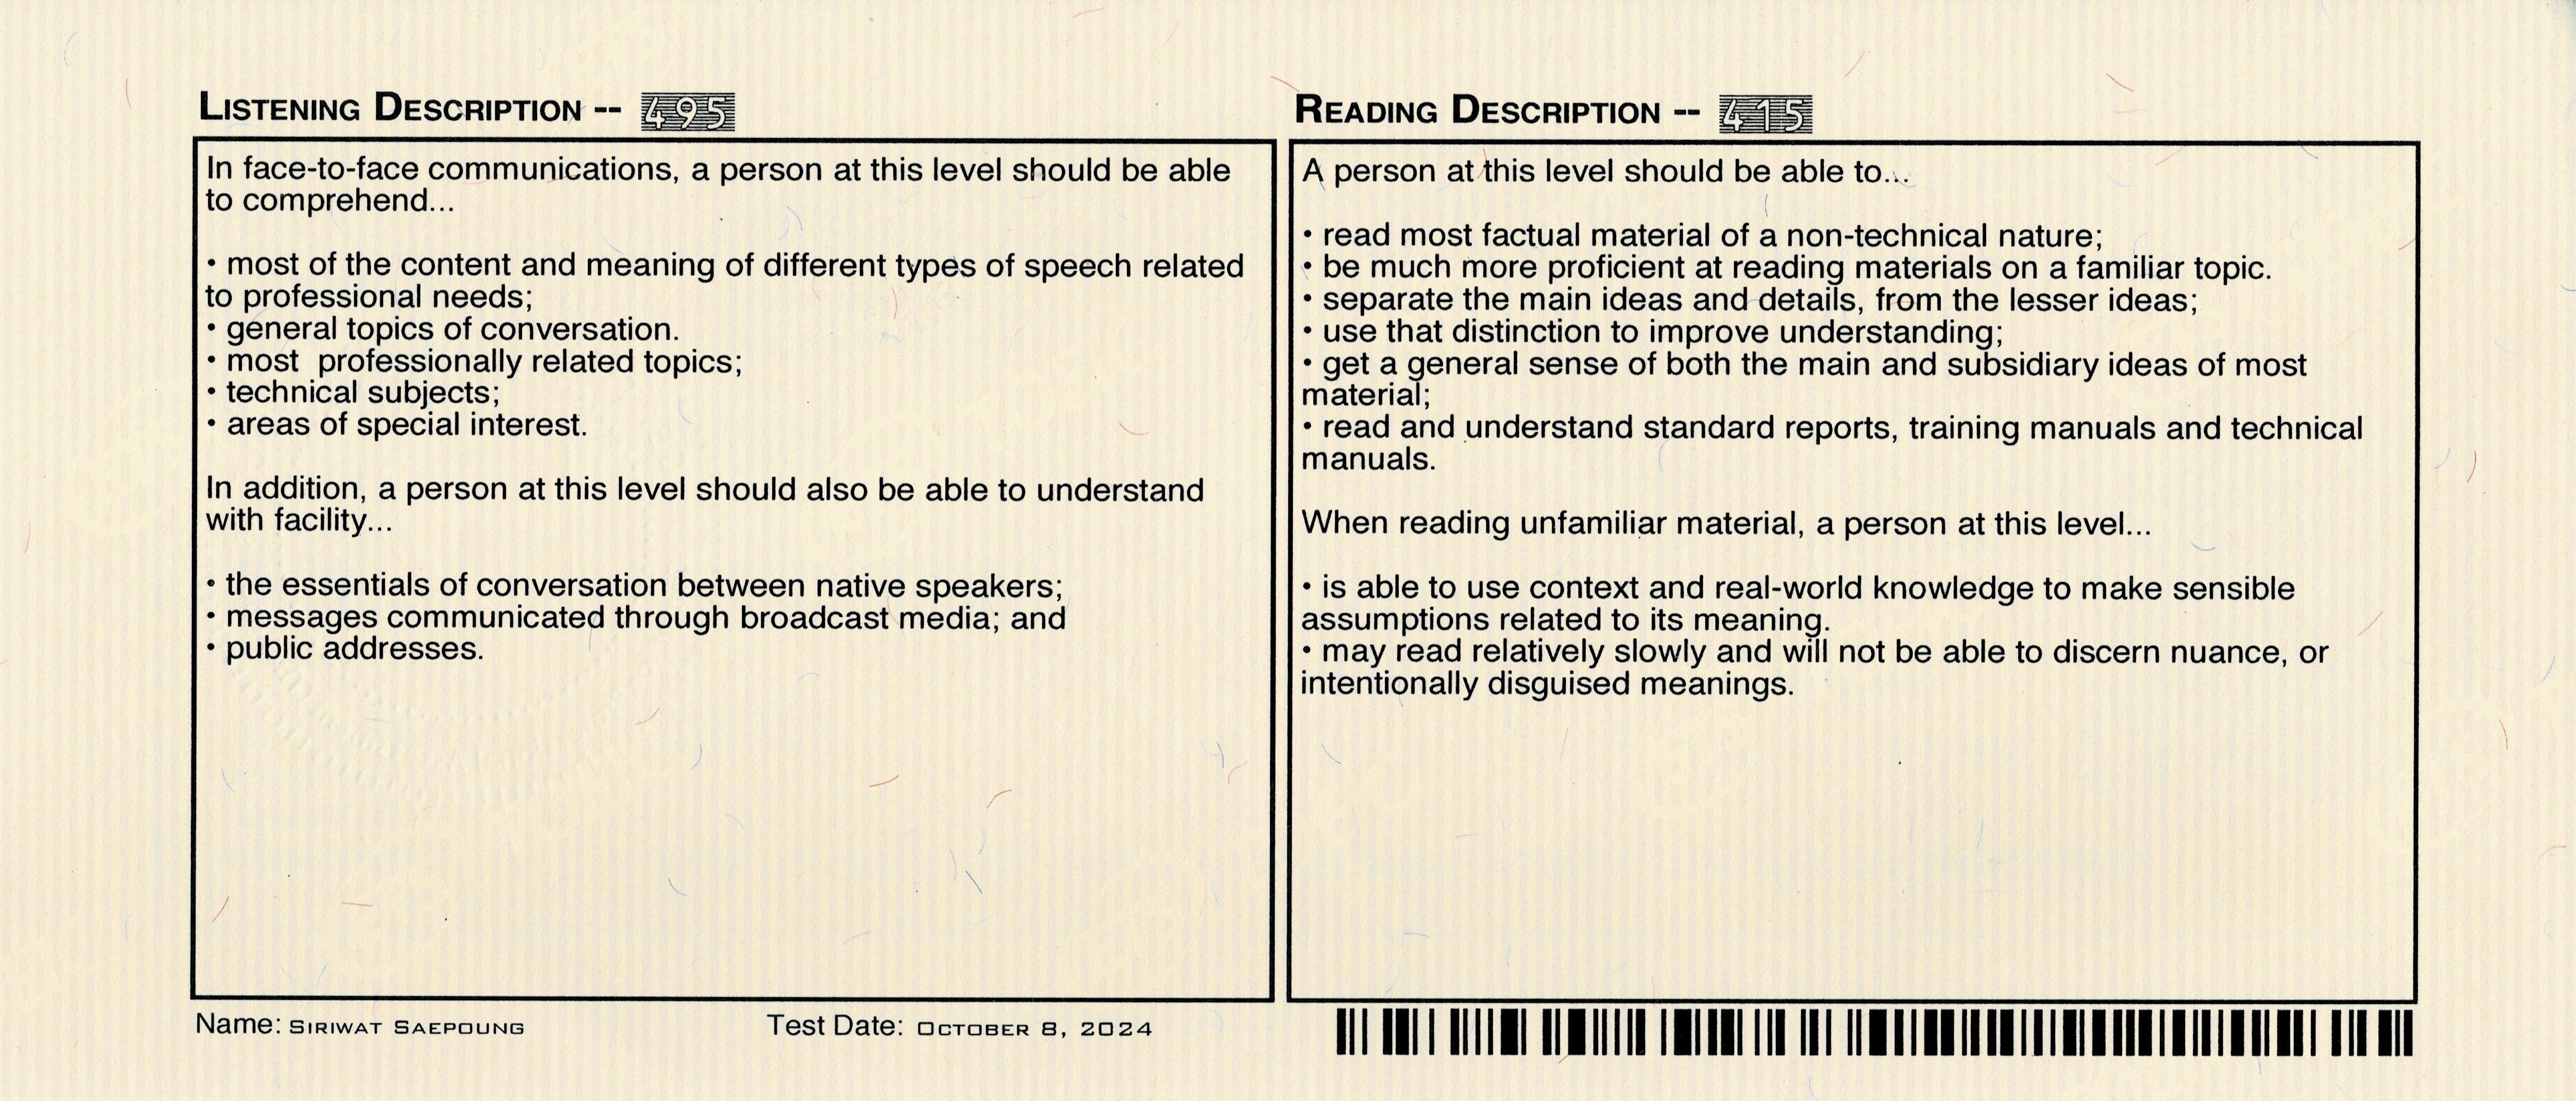 LISTENING DESCRIPTION -- 495
In face-to-face communications, a person at this level should be able
to comprehend...
• most of the content and meaning of different types of speech related
to professional needs;
• general topics of conversation.
• most  professionally related topics;
• technical subjects;
• areas of special interest.
In addition, a person at this level should also be able to understand
with facility...
• the essentials of conversation between native speakers;
• messages communicated through broadcast media; and
• public addresses.
READING DESCRIPTION -- 415
A person at this level should be able to...
• read most factual material of a non-technical nature;
• be much more proficient at reading materials on a familiar topic.
• separate the main ideas and details, from the lesser ideas;
• use that distinction to improve understanding;
• get a general sense of both the main and subsidiary ideas of most
material;
• read and understand standard reports, training manuals and technical
manuals.
When reading unfamiliar material, a person at this level...
• is able to use context and real-world knowledge to make sensible
assumptions related to its meaning.
• may read relatively slowly and will not be able to discern nuance, or
intentionally disguised meanings.
Name: SIRIWAT SAEPOUNG
Test Date: OCTOBER 8, 2024